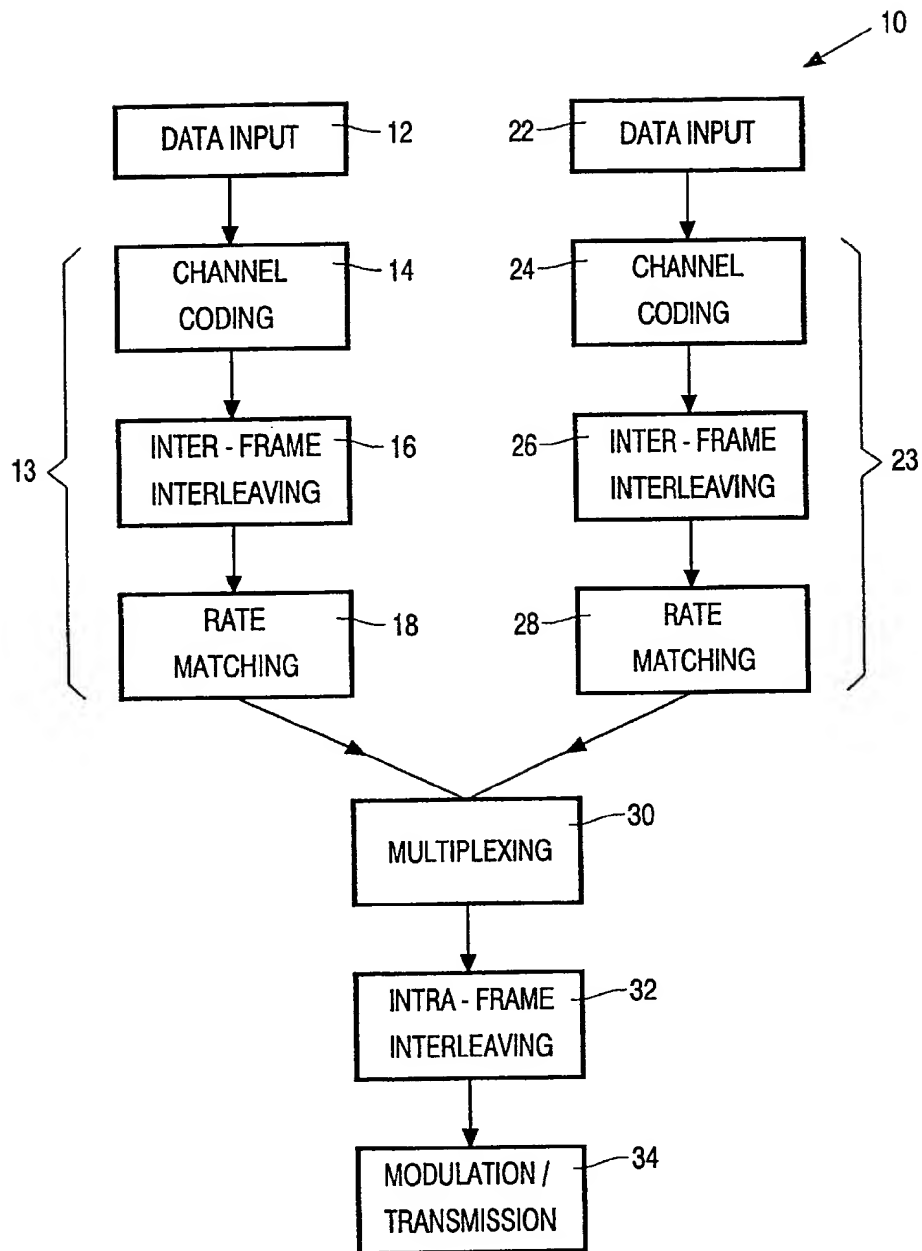 10
DATA INPUT
12
22
DATA INPUT
CHANNEL
CODING
14
24
CHANNEL
CODING
13
INTER - FRAME
INTERLEAVING
16
26
INTER - FRAME
INTERLEAVING
23
RATE
MATCHING
18
28
RATE
MATCHING
MULTIPLEXING
30
INTRA - FRAME
INTERLEAVING
32
MODULATION /
TRANSMISSION
34